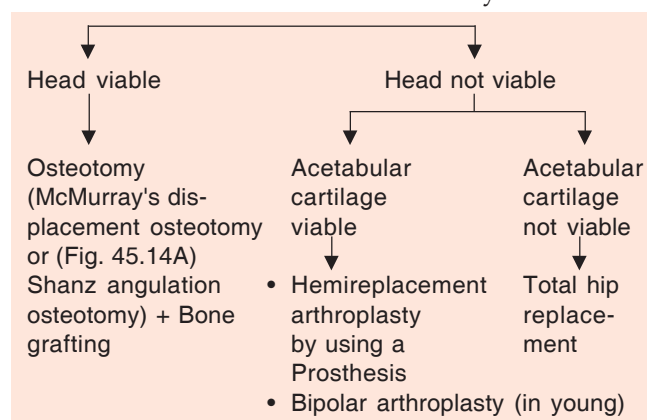 Head viable
Head not viable
Osteotomy
(McMurray's dis-
placement osteotomy
or (Fig. 45.14A)
Shanz angulation
osteotomy) + Bone
grafting
Acetabular
cartilage
viable
• Hemireplacement
arthroplasty
by using a
Prosthesis
• Bipolar arthroplasty (in young)
Acetabular
cartilage
not viable
Total hip
replace-
ment